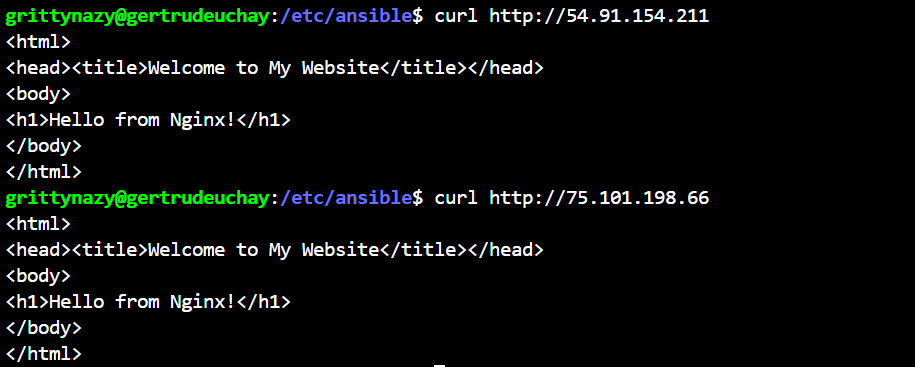 grittynazy@gertrudeuchay:/etc/ansible$ curl http://54.91.154.211
<html>
<head><title>Welcome to My Website</title></head>
<body>
<h1>Hello from Nginx!</h1>
</body>
</html>
grittynazy@gertrudeuchay:/etc/ansible$ curl http://75.101.198.66
<html>
<head><title>Welcome to My Website</title></head>
<body>
<h1>Hello from Nginx!</h1>
</body>
</html>